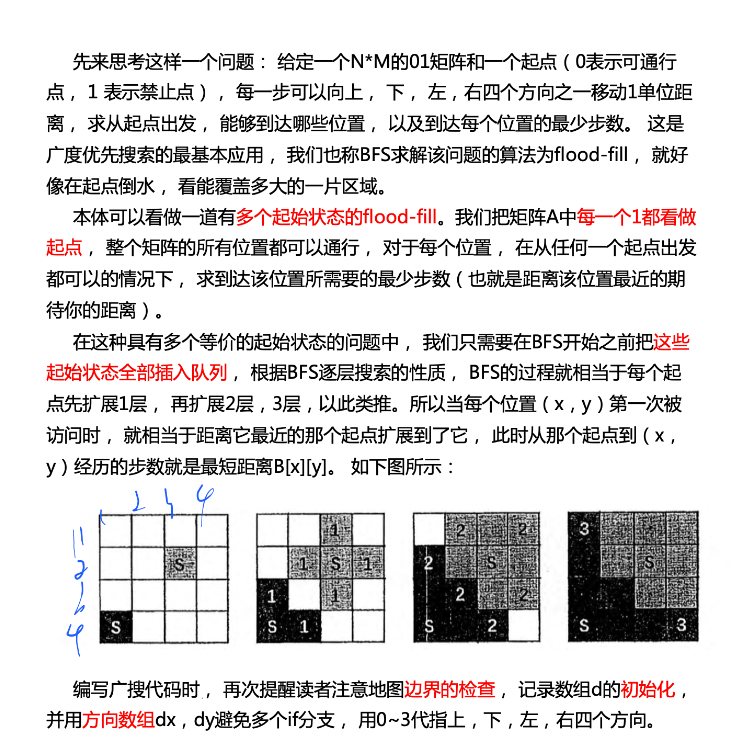 先来思考这样一个问题： 给定一个N*M的01矩阵和一个起点（0表示可通行
点， 1 表示禁止点）， 每一步可以向上， 下， 左，右四个方向之一移动1单位距
离， 求从起点出发， 能够到达哪些位置， 以及到达每个位置的最少步数。 这是
广度优先搜索的最基本应用， 我们也称BFS求解该问题的算法为flood-fill， 就好
像在起点倒水， 看能覆盖多大的一片区域。
本体可以看做一道有多个起始状态的flood-fill。我们把矩阵A中每一个1都看做
起点， 整个矩阵的所有位置都可以通行， 对于每个位置， 在从任何一个起点出发
都可以的情况下， 求到达该位置所需要的最少步数（也就是距离该位置最近的期
待你的距离）。
在这种具有多个等价的起始状态的问题中， 我们只需要在BFS开始之前把这些
起始状态全部插入队列， 根据BFS逐层搜索的性质， BFS的过程就相当于每个起
点先扩展1层， 再扩展2层，3层，以此类推。所以当每个位置（x，y）第一次被
访问时， 就相当于距离它最近的那个起点扩展到了它， 此时从那个起点到（x，
y）经历的步数就是最短距离B[x][y]。 如下图所示：
2 4
1 2 3
S 1 S 1 2 S
2
1 1 2 2
4 S S 1 S 2 S 3
编写广搜代码时， 再次提醒读者注意地图边界的检查， 记录数组d的初始化，
并用方向数组dx，dy避免多个if分支， 用0~3代指上，下，左，右四个方向。